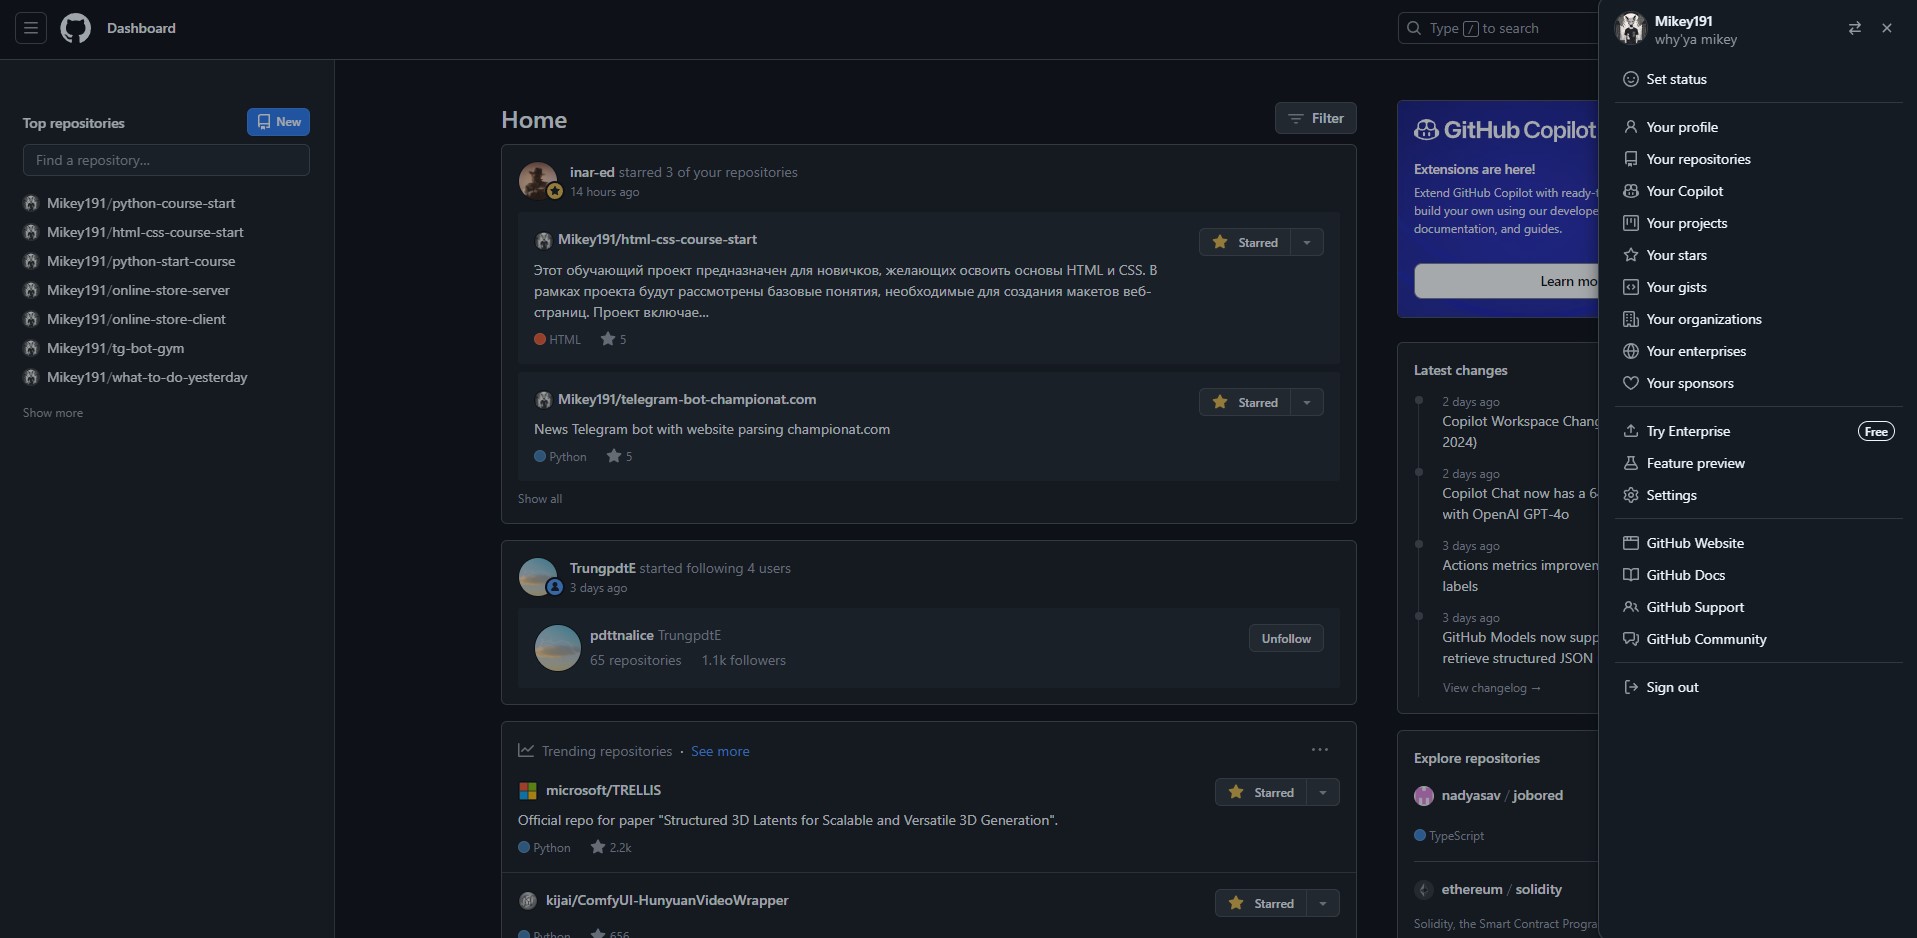 Dashboard
Type / to search
Top repositories
New
Find a repository...
Mikey191/python-course-start
Mikey191/html-css-course-start
Mikey191/python-start-course
Mikey191/online-store-server
Mikey191/online-store-client
Mikey191/tg-bot-gym
Mikey191/what-to-do-yesterday
Show more
Home
Filter
inar-ed starred 3 of your repositories
14 hours ago
Mikey191/html-css-course-start
Starred
Этот обучающий проект предназначен для новичков, желающих освоить основы HTML и CSS. В
рамках проекта будут рассмотрены базовые понятия, необходимые для создания макетов веб-
страниц. Проект включае...
HTML 5
Mikey191/telegram-bot-championat.com
Starred
News Telegram bot with website parsing championat.com
Python 5
Show all
TrungpdtE started following 4 users
3 days ago
pdttnalice TrungpdtE
65 repositories 1.1k followers
Unfollow
Trending repositories · See more
microsoft/TRELLIS
Starred
Official repo for paper "Structured 3D Latents for Scalable and Versatile 3D Generation".
Python 2.2k
kijai/ComfyUI-HunyuanVideoWrapper
Starred
Python 656
GitHub Copilot
Extensions are here!
Extend GitHub Copilot with ready-
build your own using our develope
documentation, and guides.
Learn mo
Latest changes
2 days ago
Copilot Workspace Chang
2024)
2 days ago
Copilot Chat now has a 6
with OpenAI GPT-4o
3 days ago
Actions metrics improven
labels
3 days ago
GitHub Models now supp
retrieve structured JSON
View changelog →
Explore repositories
nadyasav / jobored
TypeScript
ethereum / solidity
Solidity, the Smart Contract Progra
Mikey191
why'ya mikey
Set status
Your profile
Your repositories
Your Copilot
Your projects
Your stars
Your gists
Your organizations
Your enterprises
Your sponsors
Try Enterprise
Free
Feature preview
Settings
GitHub Website
GitHub Docs
GitHub Support
GitHub Community
Sign out